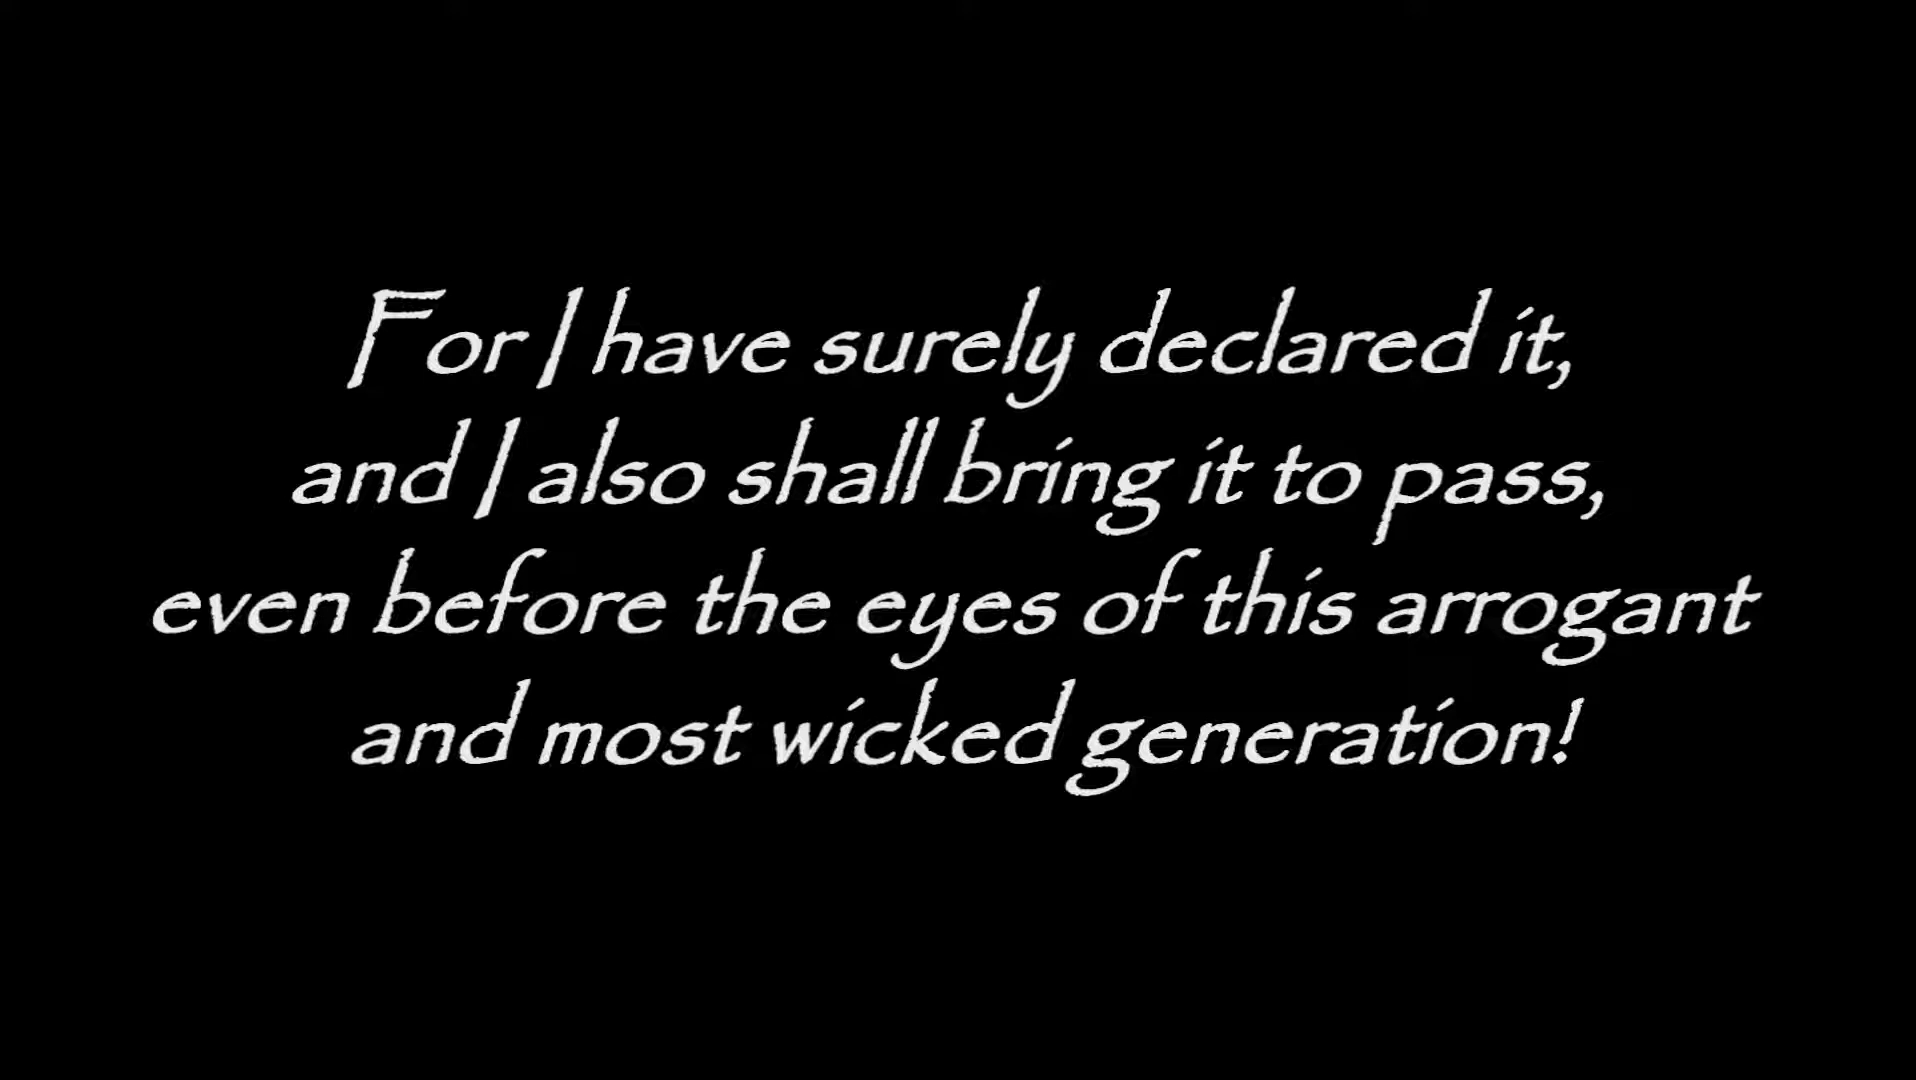 For I have surely declared it,
and I also shall bring it to pass,
even before the eyes of this arrogant
and most wicked generation!